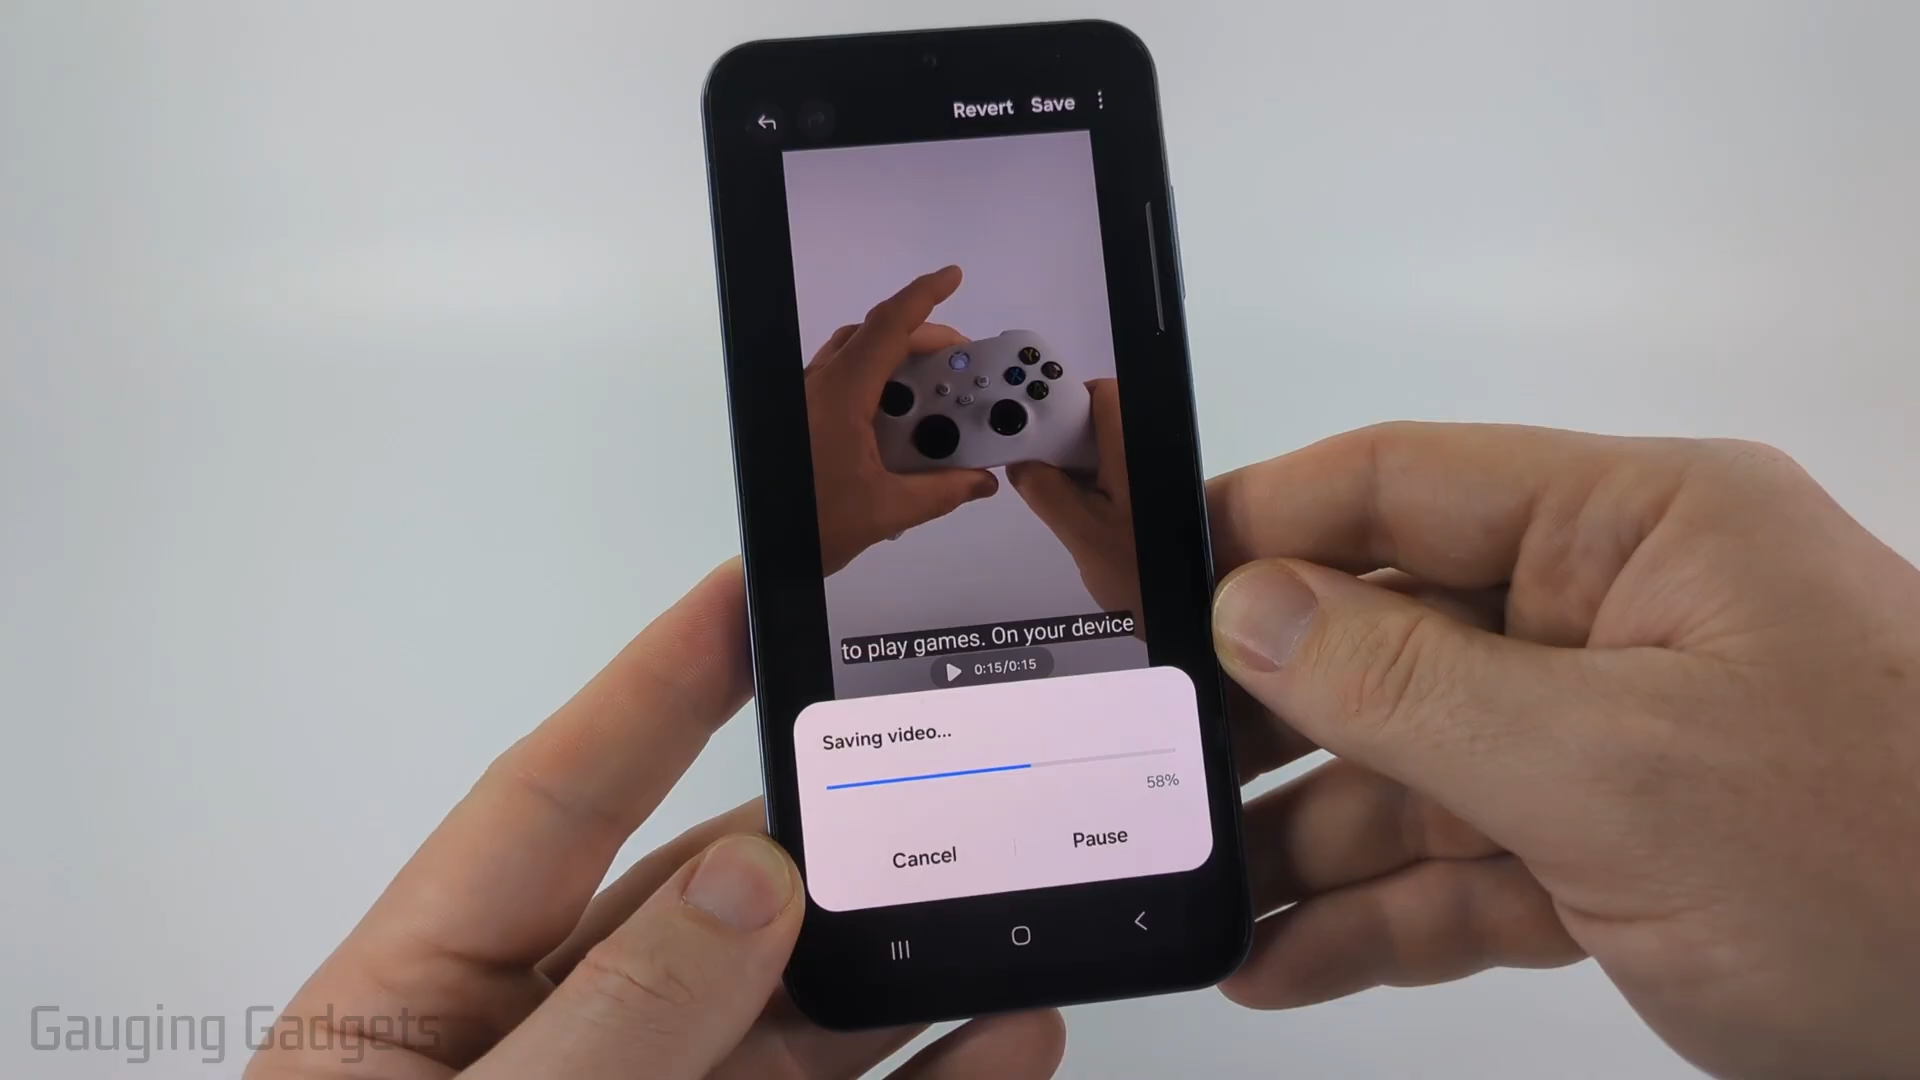 Revert Save
to play games. On your device
0:15/0:15
Saving video...
58%
Cancel Pause
Gauging Gadgets